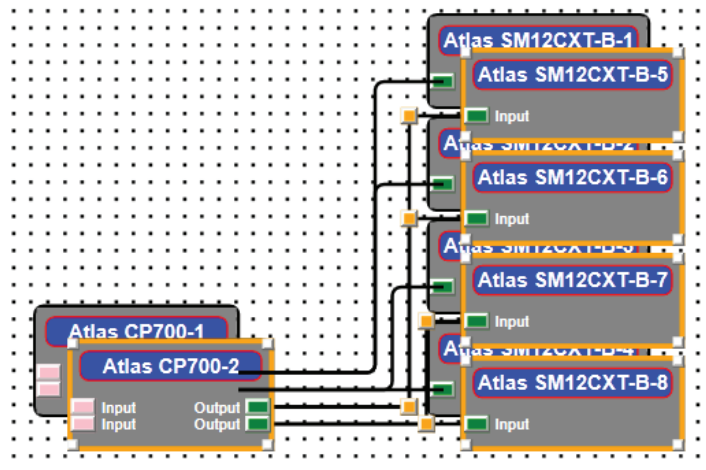 Atlas SM12CXT-B-1
Atlas SM12CXT-B-5
Input
Atlas SM12CXT-B-6
Input
Atlas SM12CXT-B-7
Input
Atlas CP700-1
Atlas CP700-2
Atlas SM12CXT-B-8
Input Output
Input Output
Input